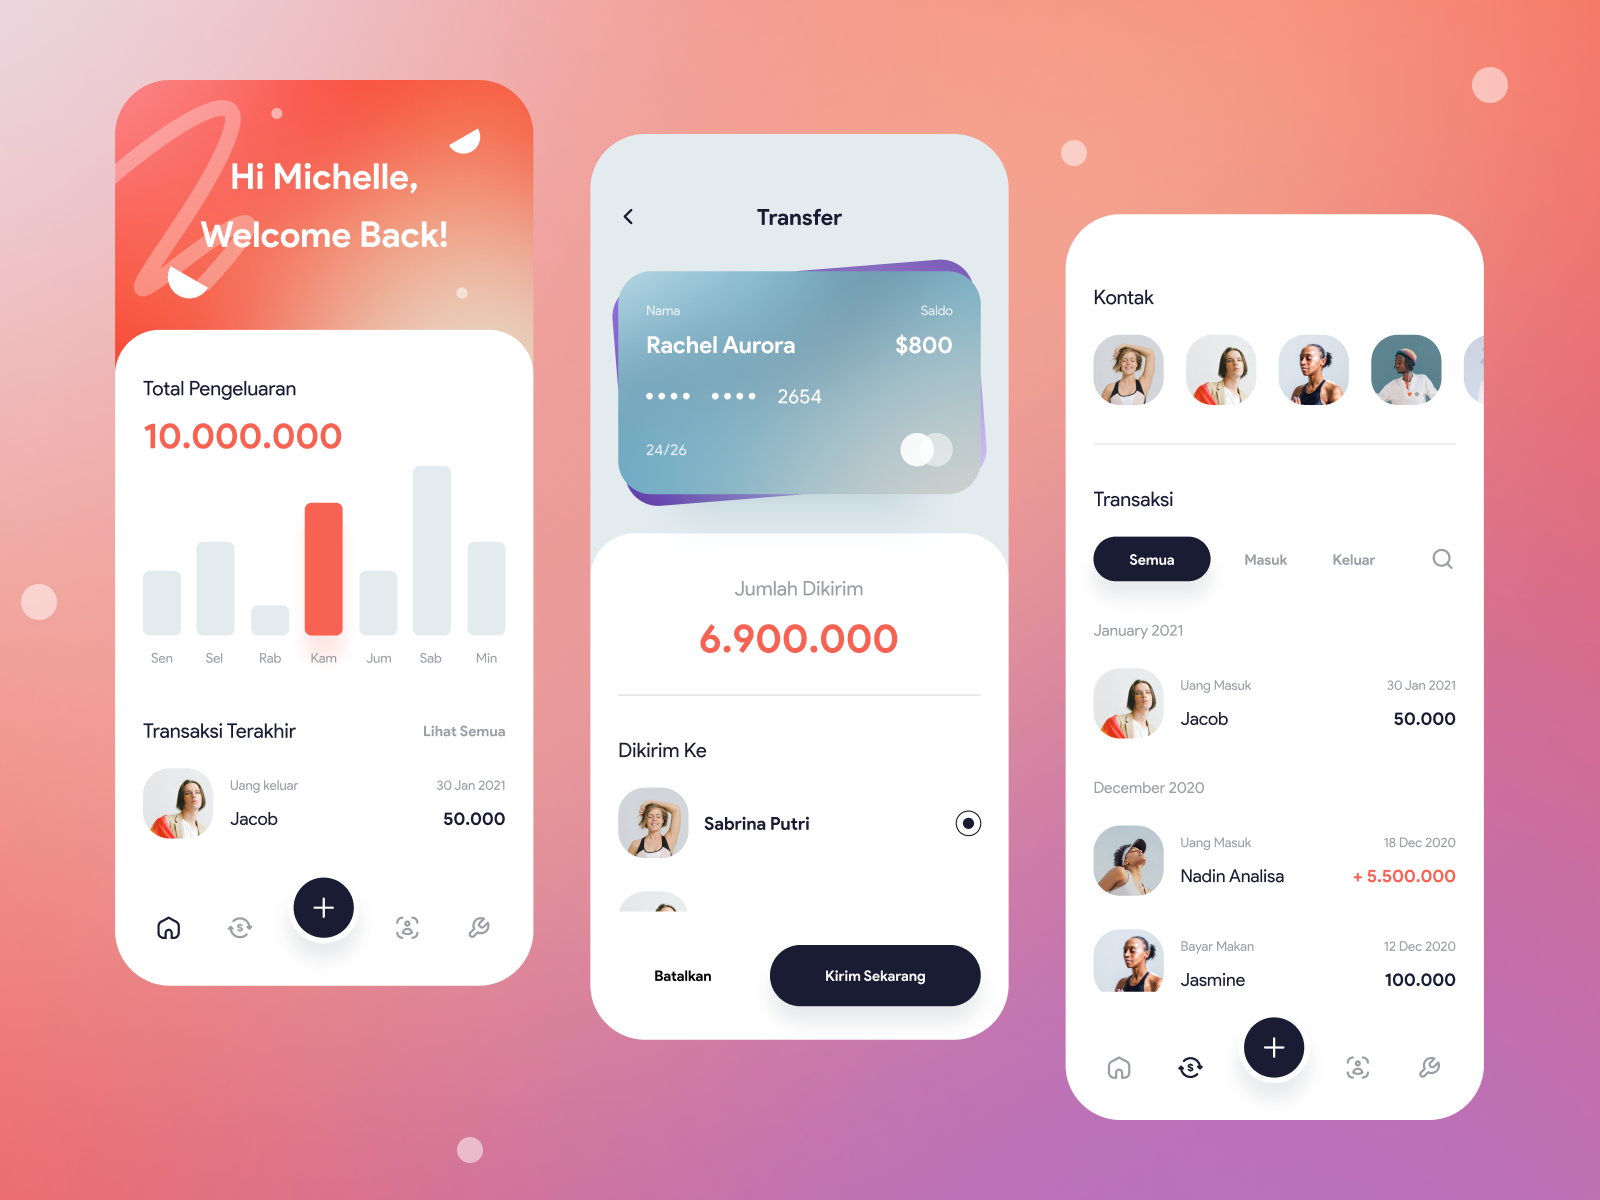 Hi Michelle,
Welcome Back!
Total Pengeluaran
10.000.000
Sen Sel Rab Kam Jum Sab Min
Transaksi Terakhir Lihat Semua
Uang keluar 30 Jan 2021
Jacob 50.000
Transfer
Nama Saldo
Rachel Aurora $800
•••• •••• 2654
24/26
Jumlah Dikirim
6.900.000
Dikirim Ke
Sabrina Putri
Batalkan Kirim Sekarang
Kontak
Transaksi
Semua Masuk Keluar
January 2021
Uang Masuk 30 Jan 2021
Jacob 50.000
December 2020
Uang Masuk 18 Dec 2020
Nadin Analisa + 5.500.000
Bayar Makan 12 Dec 2020
Jasmine 100.000